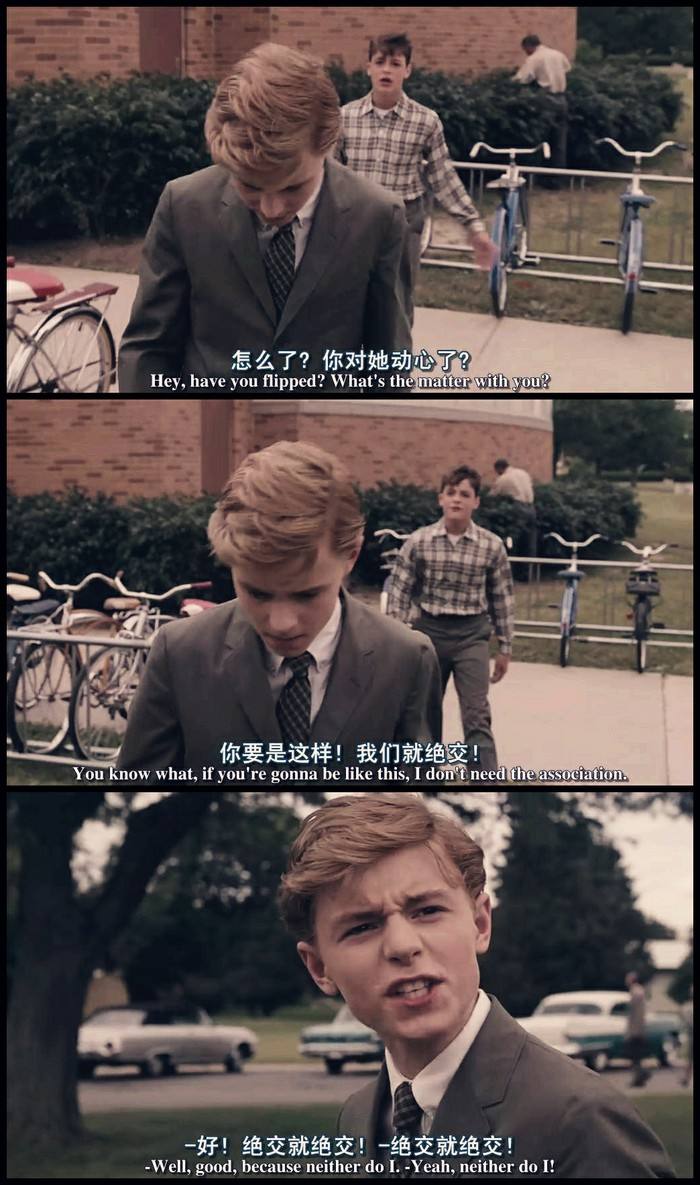 怎么了？你对她动心了？
Hey, have you flipped? What's the matter with you?
你要是这样！我们就绝交！
You know what, if you're gonna be like this, I don't need the association.
-好！绝交就绝交！-绝交就绝交！
-Well, good, because neither do I. -Yeah, neither do I!